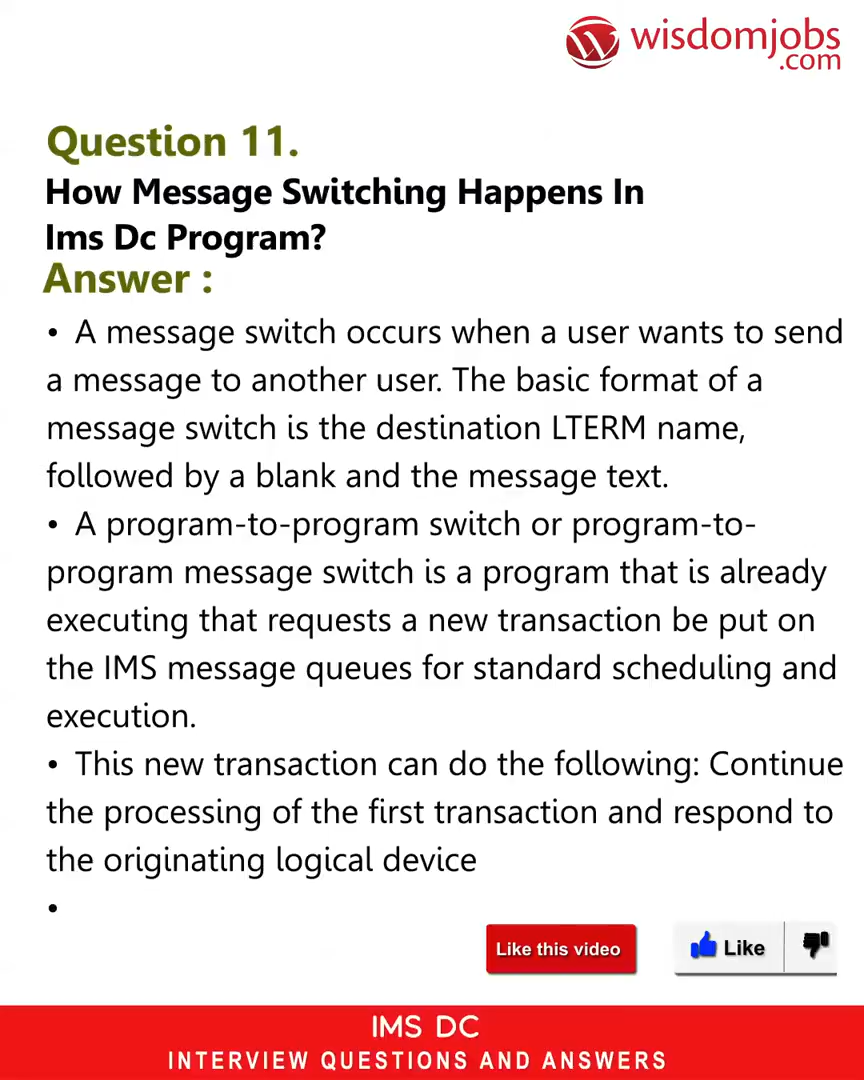 wisdomjobs
.com
Question 11.
How Message Switching Happens In
Ims Dc Program?
Answer :
• A message switch occurs when a user wants to send
a message to another user. The basic format of a
message switch is the destination LTERM name,
followed by a blank and the message text.
• A program-to-program switch or program-to-
program message switch is a program that is already
executing that requests a new transaction be put on
the IMS message queues for standard scheduling and
execution.
• This new transaction can do the following: Continue
the processing of the first transaction and respond to
the originating logical device
•
Like this video
Like
IMS DC
INTERVIEW QUESTIONS AND ANSWERS